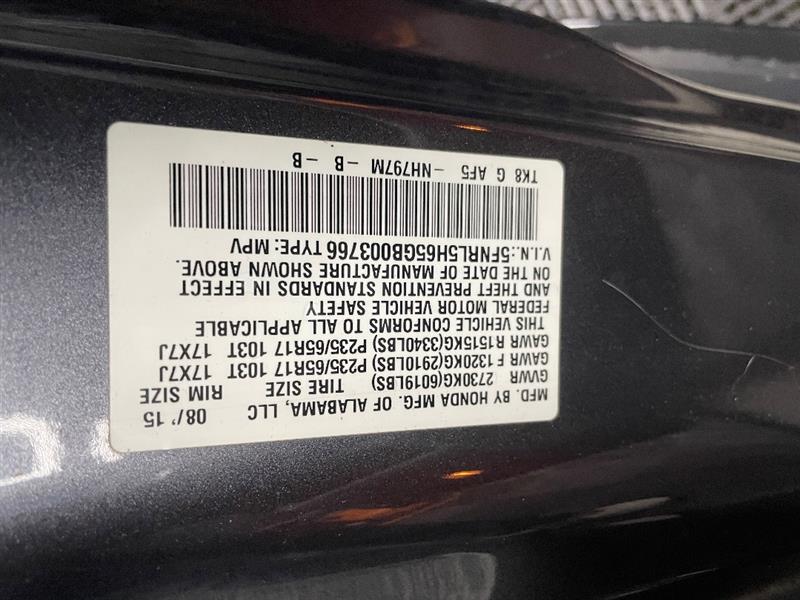 MFD. BY HONDA MFG. OF ALABAMA, LLC 08/ '15
GVWR 2730KG(6019LBS) TIRE SIZE RIM SIZE
GAWR F 1320KG(2910LBS) P235/65R17 103T 17X7J
GAWR R1515KG(3340LBS) P235/65R17 103T 17X7J
THIS VEHICLE CONFORMS TO ALL APPLICABLE
FEDERAL MOTOR VEHICLE SAFETY
AND THEFT PREVENTION STANDARDS IN EFFECT
ON THE DATE OF MANUFACTURE SHOWN ABOVE.
V.I.N.:5FNRL5H65GB003766 TYPE: MPV
TK8 G AF5 -NH797M -B -B